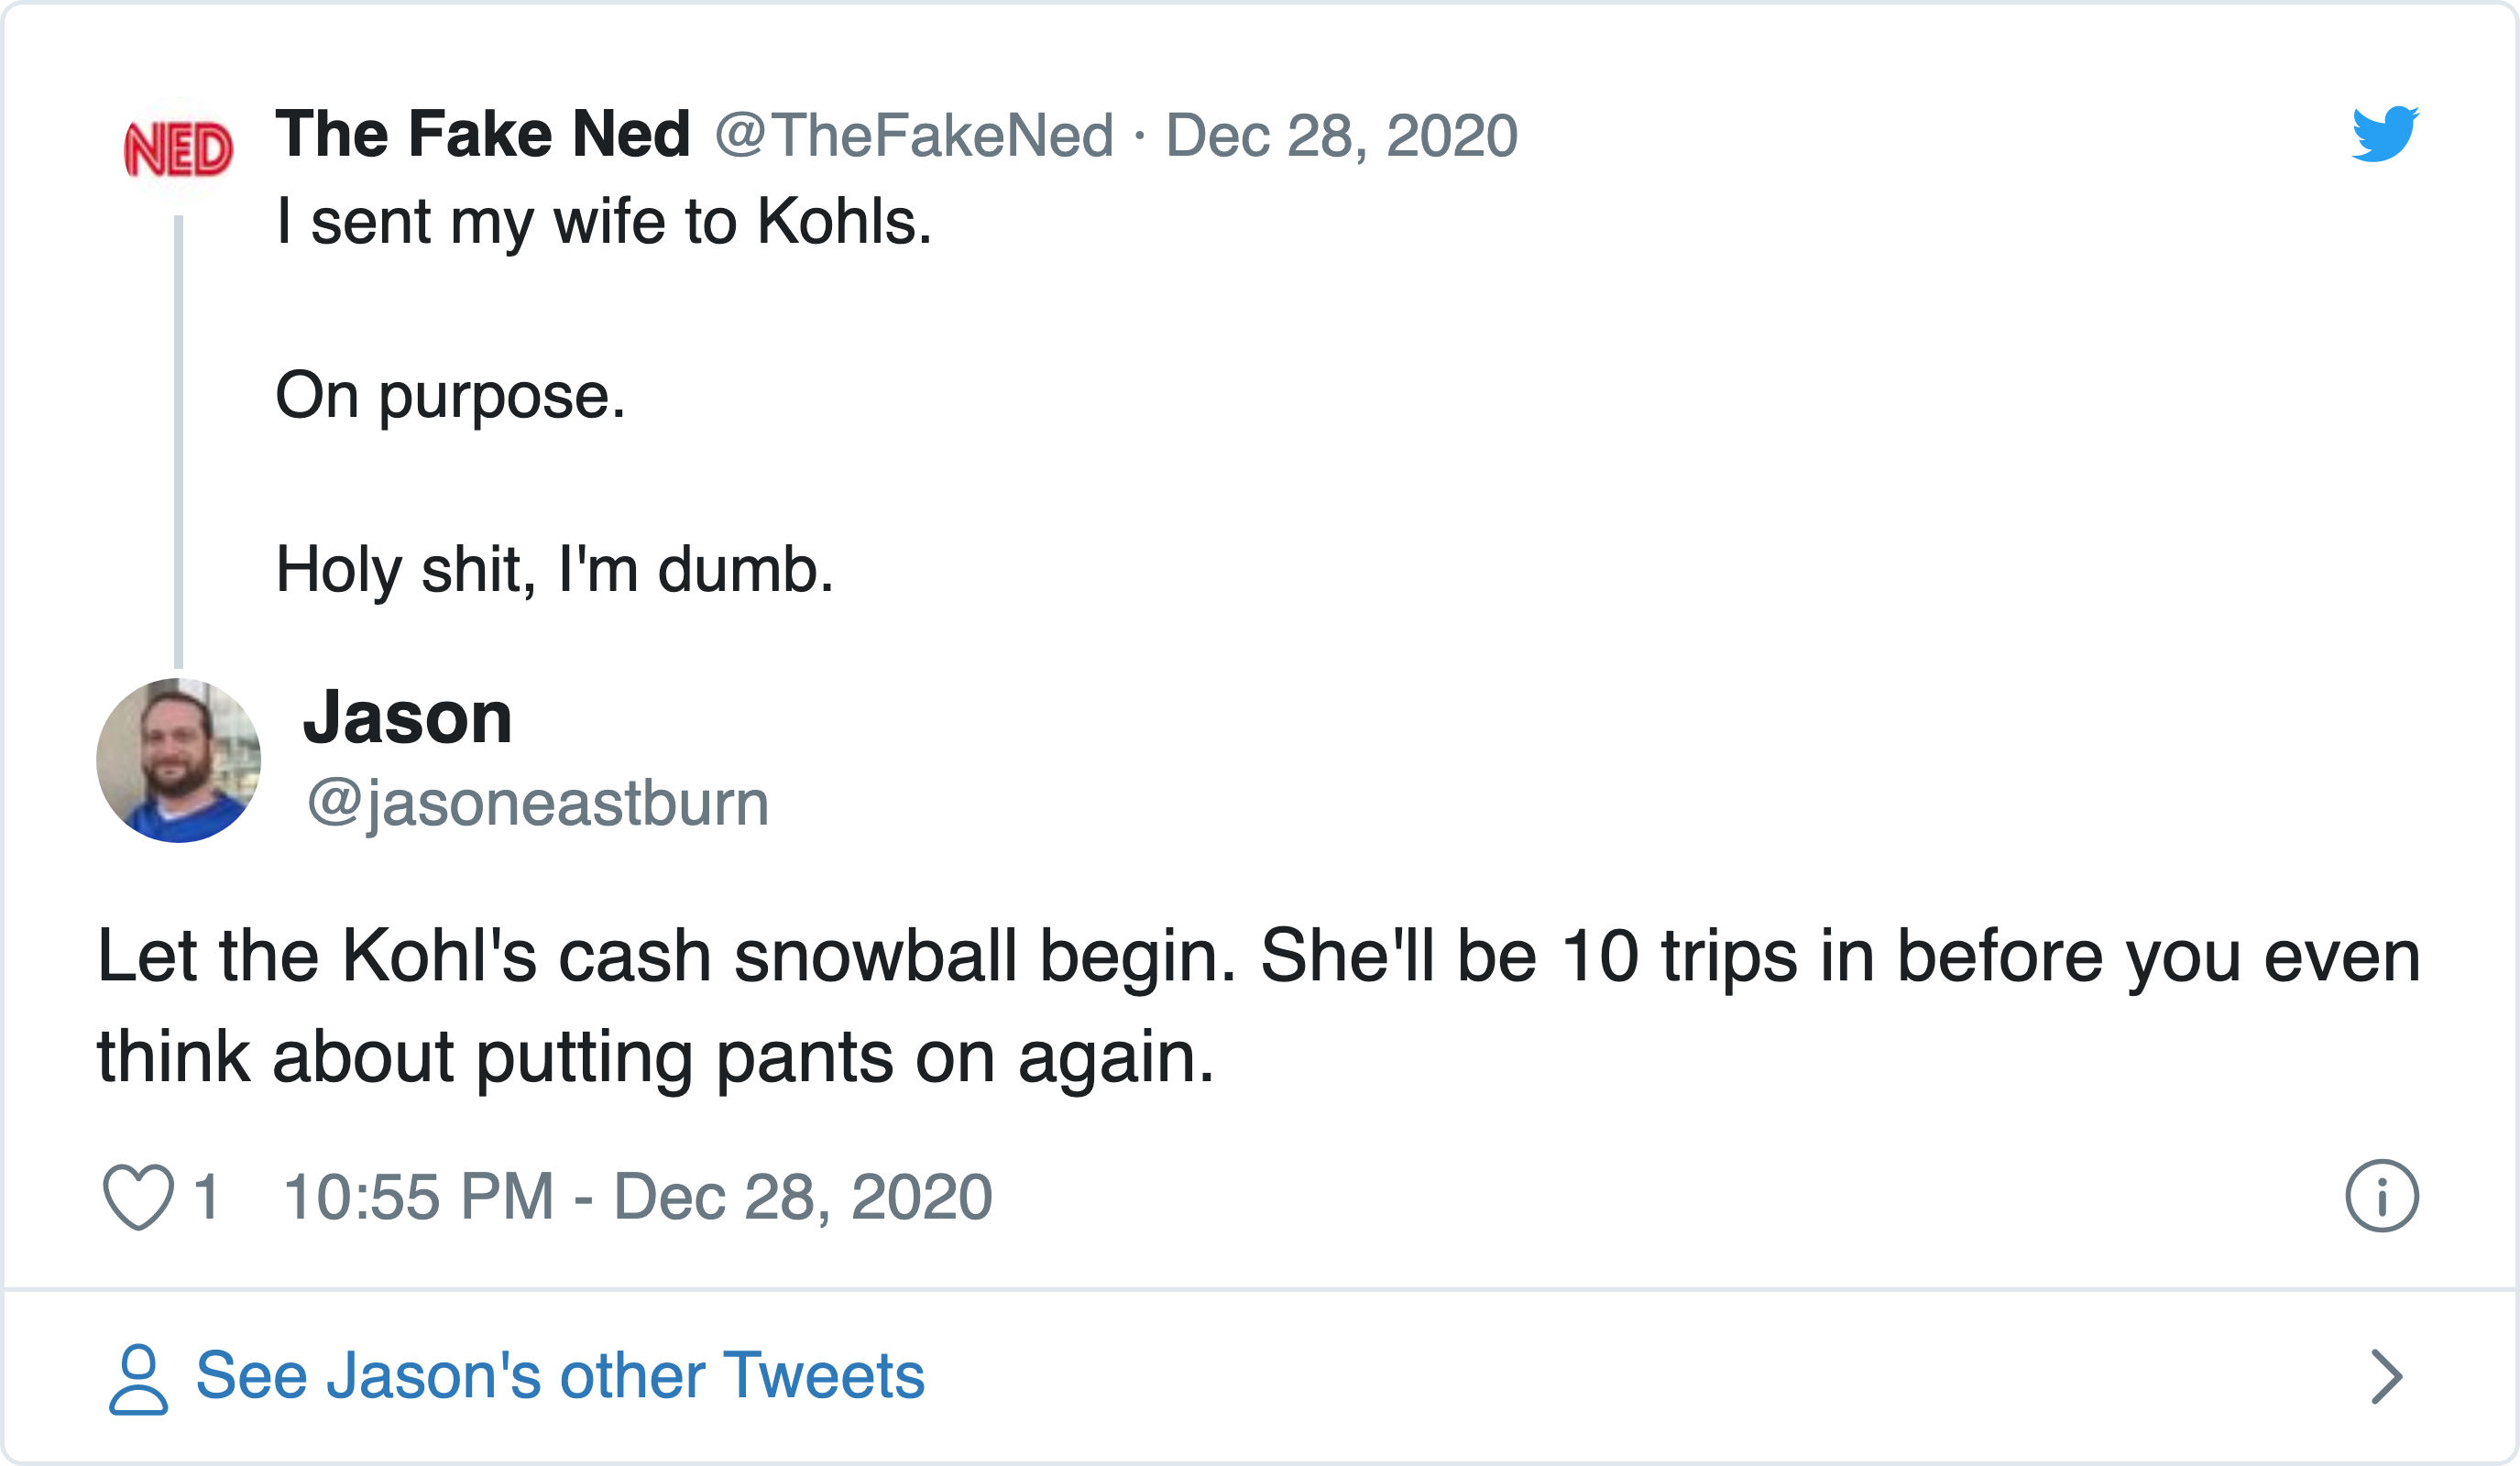 NED
The Fake Ned @TheFakeNed · Dec 28, 2020
I sent my wife to Kohls.
On purpose.
Holy shit, I'm dumb.
Jason
@jasoneastburn
Let the Kohl's cash snowball begin. She'll be 10 trips in before you even
think about putting pants on again.
1 10:55 PM - Dec 28, 2020
See Jason's other Tweets